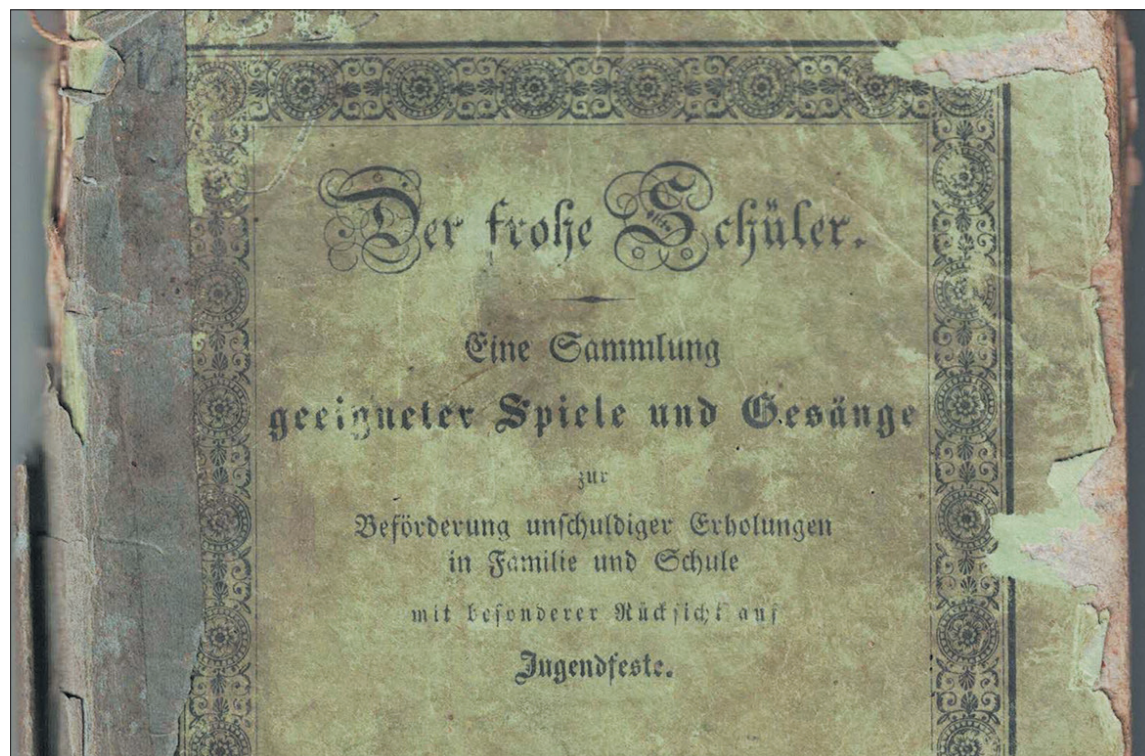 Der frohe Schüler.
Eine Sammlung
geeigneter Spiele und Gesänge
zur
Beförderung unschuldiger Erholungen
in Familie und Schule
mit besonderer Rücksicht auf
Jugendfeste.